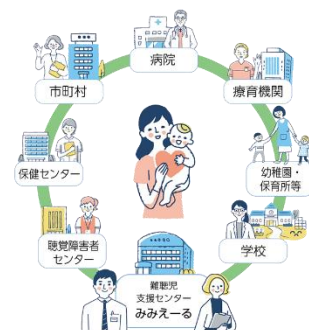 病院
市町村
療育機関
保健センター
幼稚園・
保育所等
聴覚障害者
センター
学校
難聴児
支援センター
みみえーる